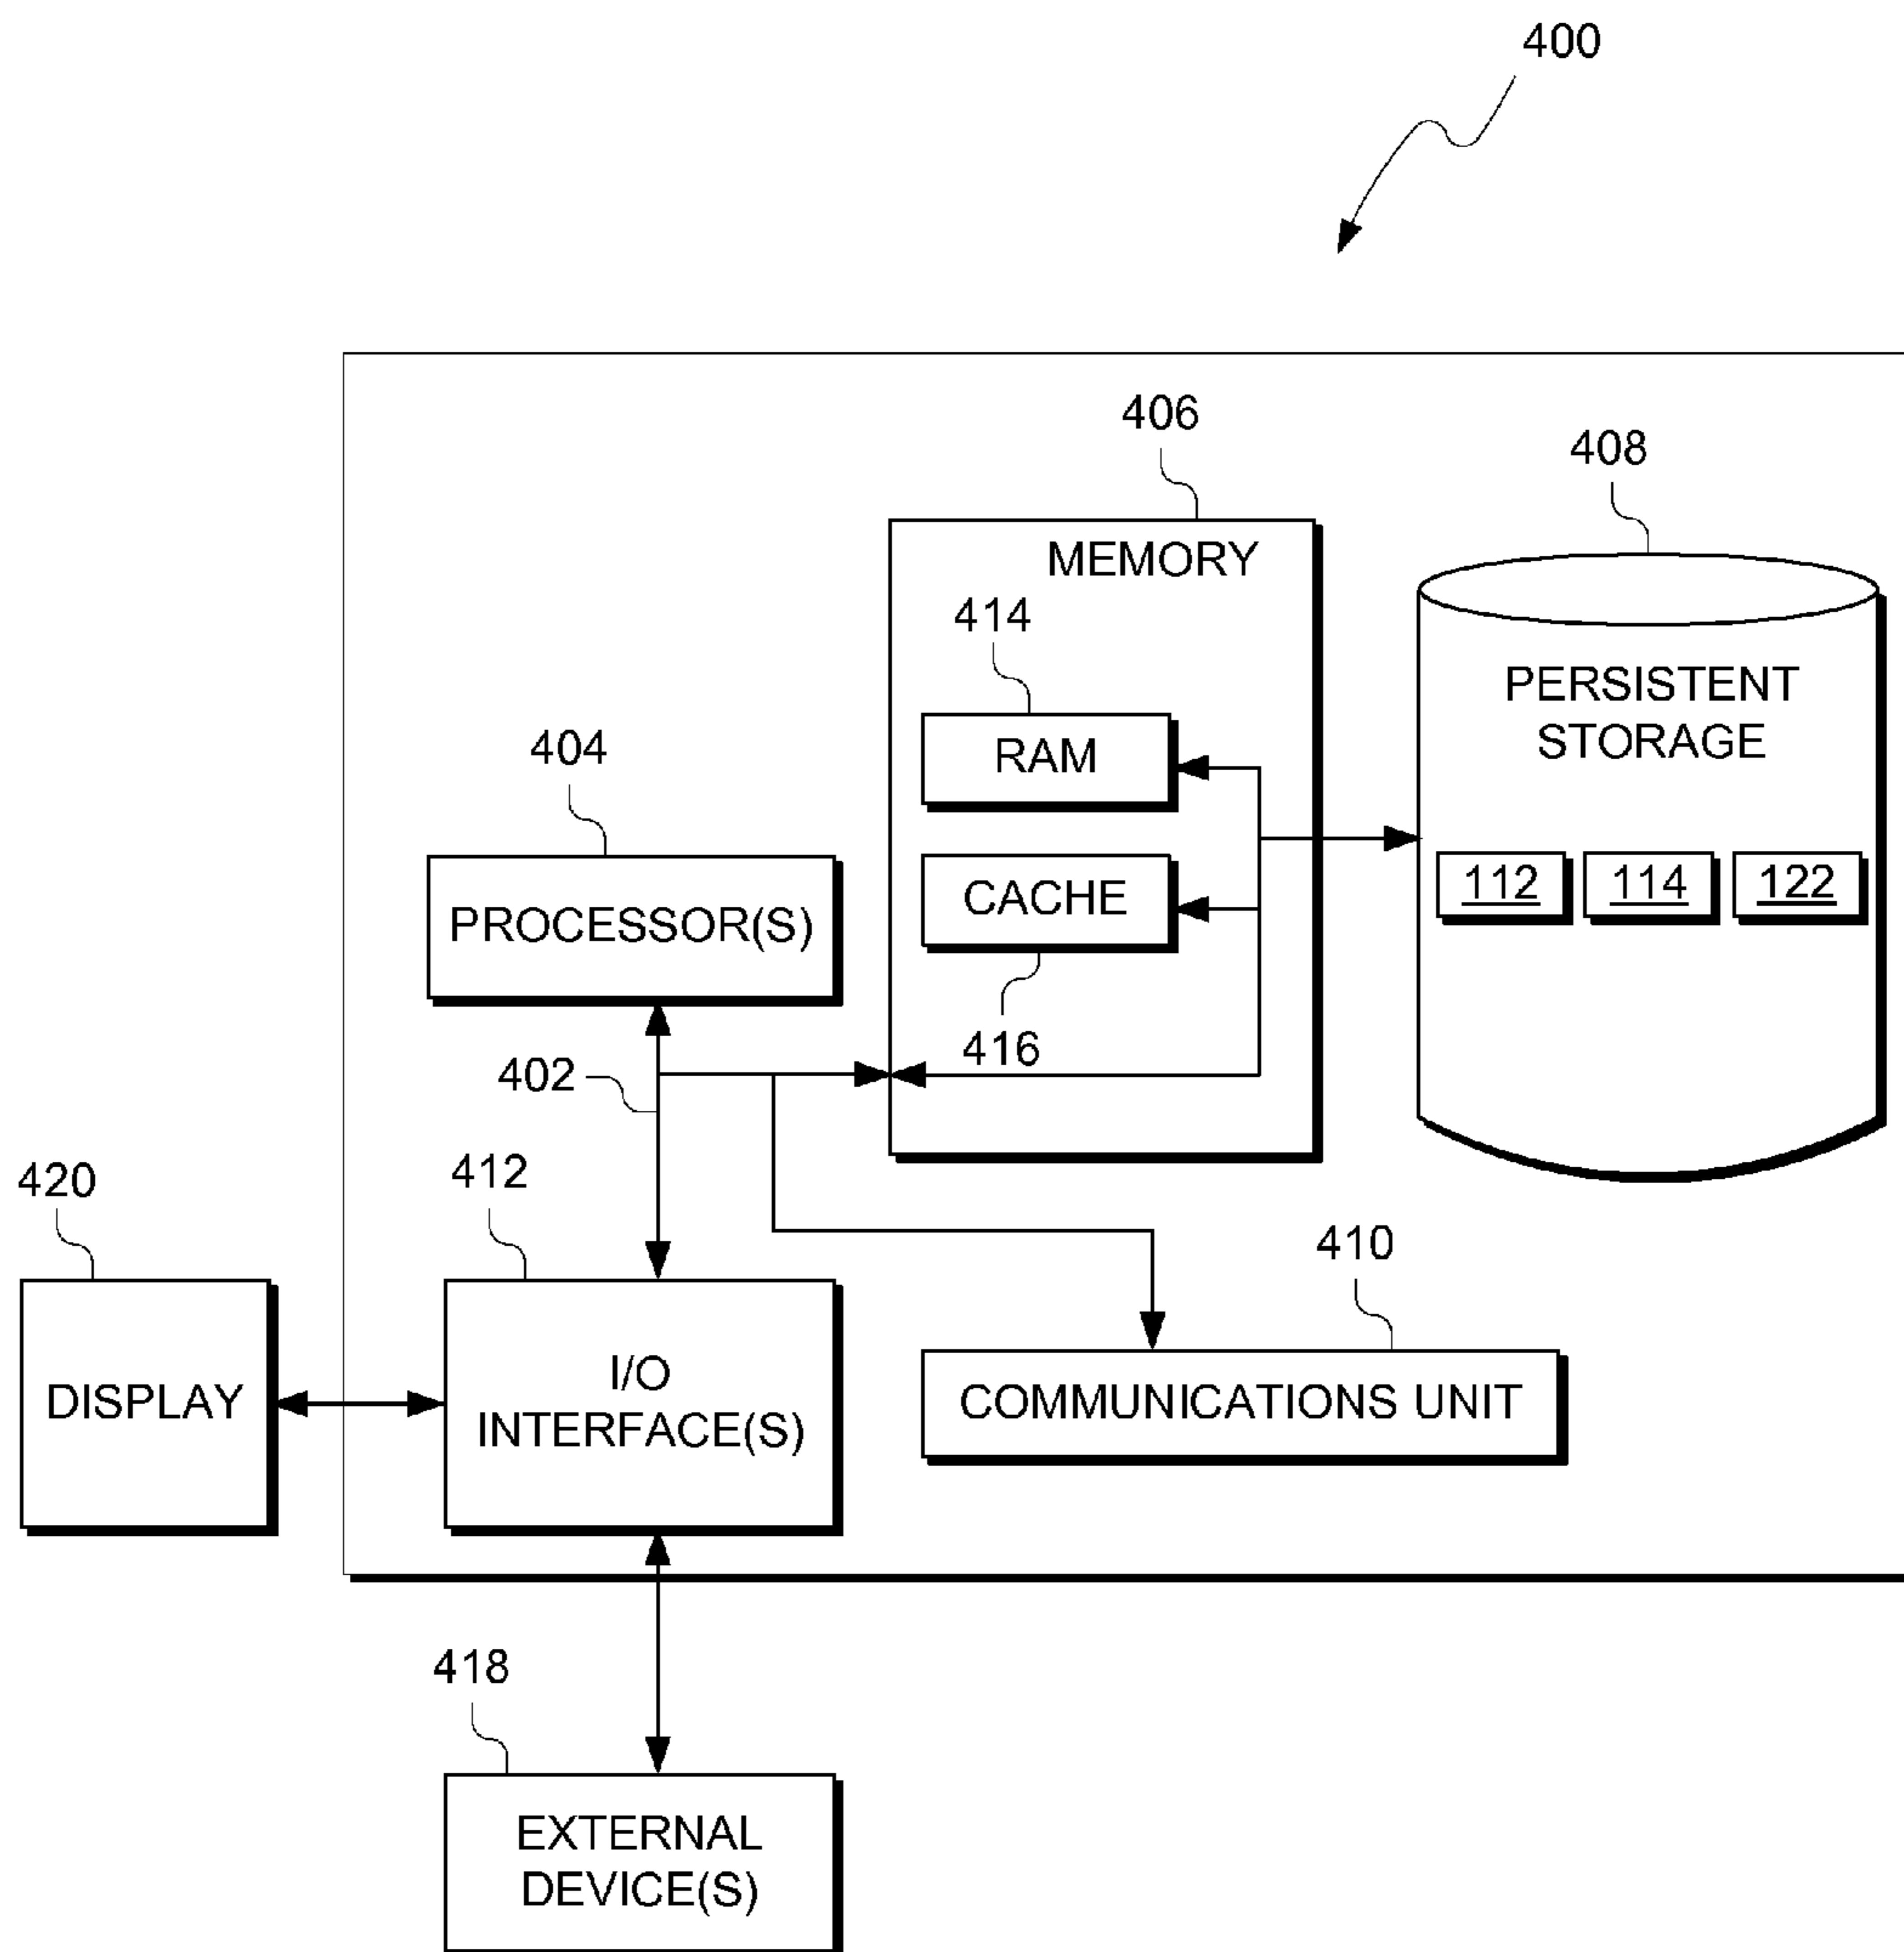 400
406
408
MEMORY
414
RAM
PERSISTENT
STORAGE
404
PROCESSOR(S)
CACHE
112 114 122
416
402
420
412
410
DISPLAY
I/O
INTERFACE(S)
COMMUNICATIONS UNIT
418
EXTERNAL
DEVICE(S)